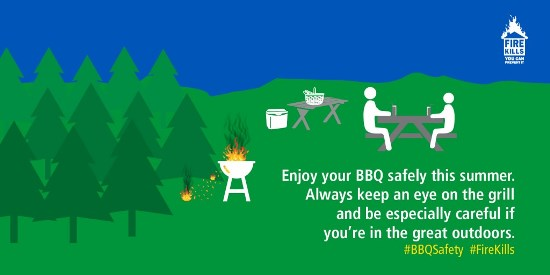 FIRE
KILLS
YOU CAN
PREVENT IT
Enjoy your BBQ safely this summer.
Always keep an eye on the grill
and be especially careful if
you're in the great outdoors.
#BBQSafety #FireKills